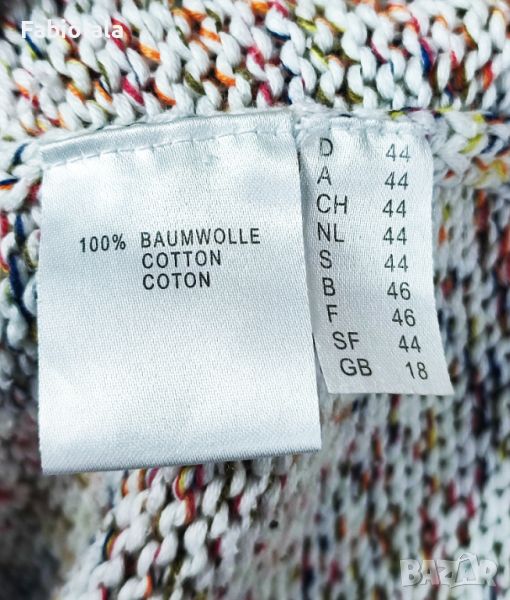 Fabio ala
100% BAUMWOLLE
COTTON
COTON
D 44
A 44
CH 44
NL 44
S 44
B 46
F 46
SF 44
GB 18
BAZAR